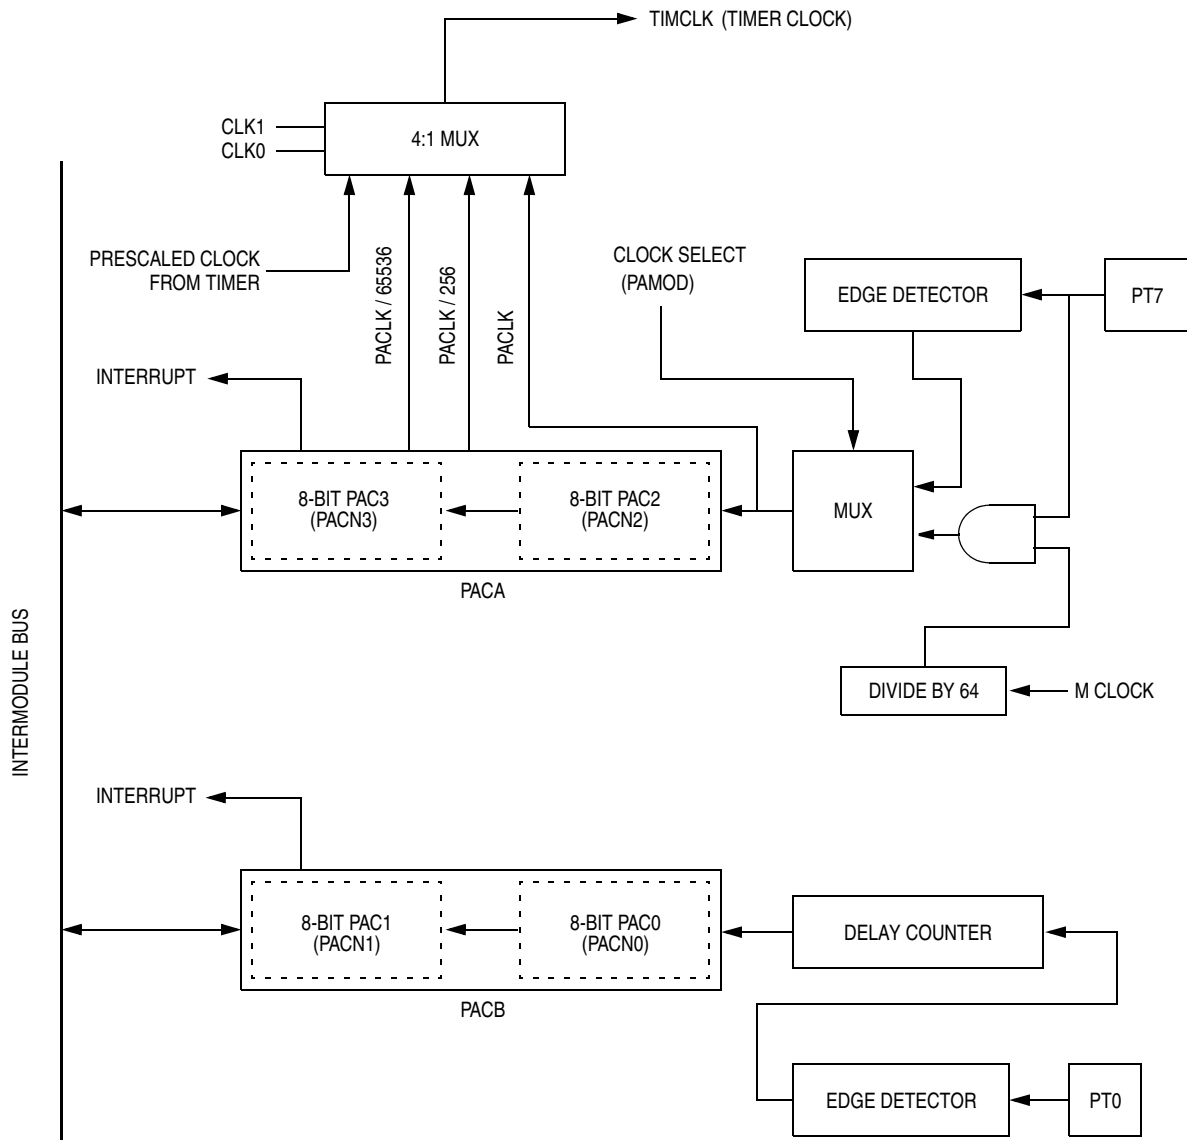 TIMCLK (TIMER CLOCK)
CLK1
CLK0
4:1 MUX
PRESCALED CLOCK
FROM TIMER
PACLK / 65536
PACLK / 256
PACLK
CLOCK SELECT
(PAMOD)
EDGE DETECTOR
PT7
INTERRUPT
8-BIT PAC3
(PACN3)
8-BIT PAC2
(PACN2)
MUX
PACA
INTERMODULE BUS
DIVIDE BY 64
M CLOCK
INTERRUPT
8-BIT PAC1
(PACN1)
8-BIT PAC0
(PACN0)
DELAY COUNTER
PACB
EDGE DETECTOR
PT0